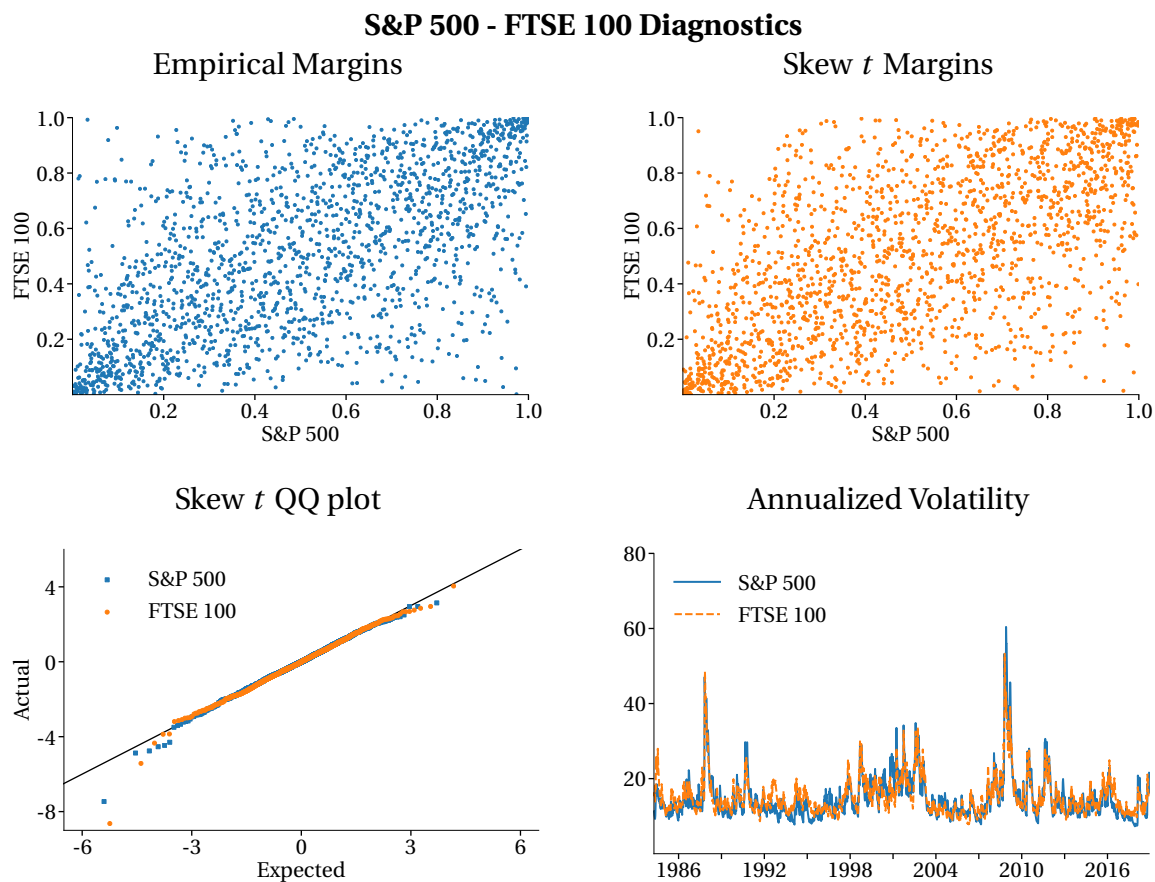 S&P 500 - FTSE 100 Diagnostics
Empirical Margins
1.0
0.8
0.6
0.4
0.2
FTSE 100
0.2 0.4 0.6 0.8 1.0
S&P 500
Skew t Margins
1.0
0.8
0.6
0.4
0.2
FTSE 100
0.2 0.4 0.6 0.8 1.0
S&P 500
Skew t QQ plot
S&P 500
FTSE 100
4
0
-4
-8
Actual
-6 -3 0 3 6
Expected
Annualized Volatility
S&P 500
FTSE 100
80
60
40
20
1986 1992 1998 2004 2010 2016